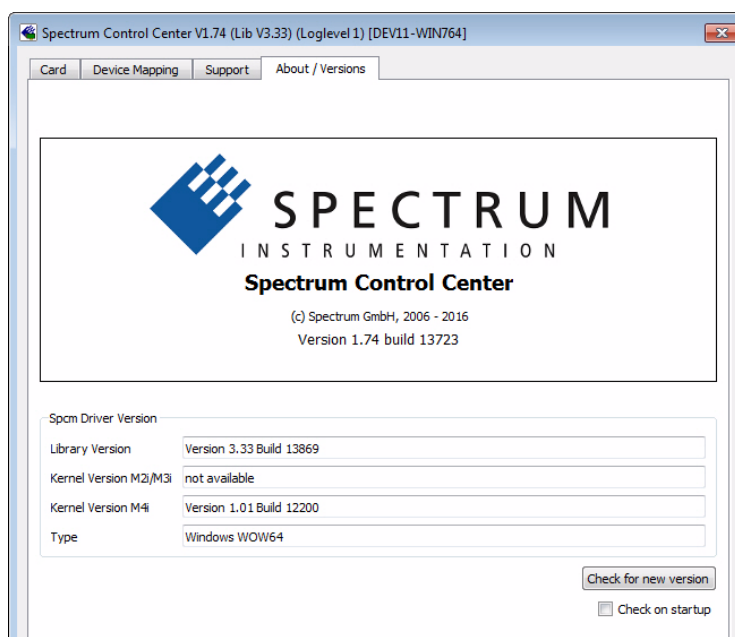 Spectrum Control Center V1.74 (Lib V3.33) (Loglevel 1) [DEV11-WIN764]
Card Device Mapping Support About / Versions
SPECTRUM
INSTRUMENTATION
Spectrum Control Center
(c) Spectrum GmbH, 2006 - 2016
Version 1.74 build 13723
Spcm Driver Version
Library Version Version 3.33 Build 13869
Kernel Version M2i/M3i not available
Kernel Version M4i Version 1.01 Build 12200
Type Windows WOW64
Check for new version
Check on startup